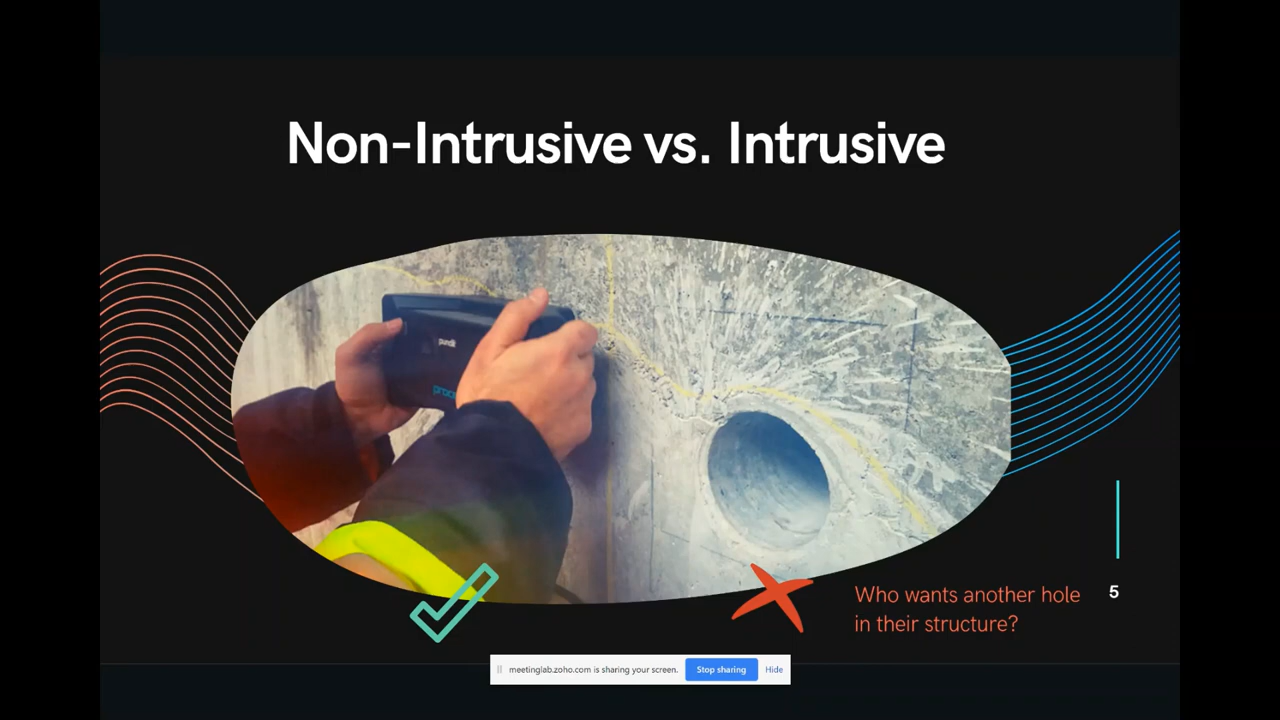 Non-Intrusive vs. Intrusive
pundit
Who wants another hole
in their structure?
5
meetinglab.zoho.com is sharing your screen.
Stop sharing
Hide